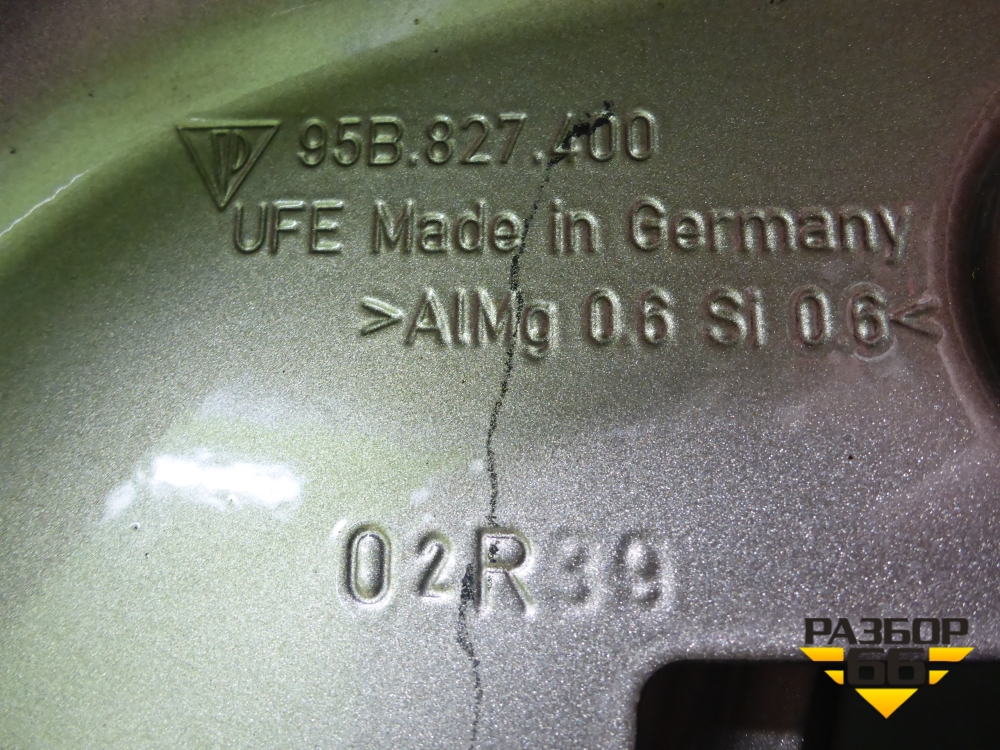 95B.827.400
UFE Made in Germany
>AlMg 0.6 Si 0.6<
02R39
РАЗБОР
66